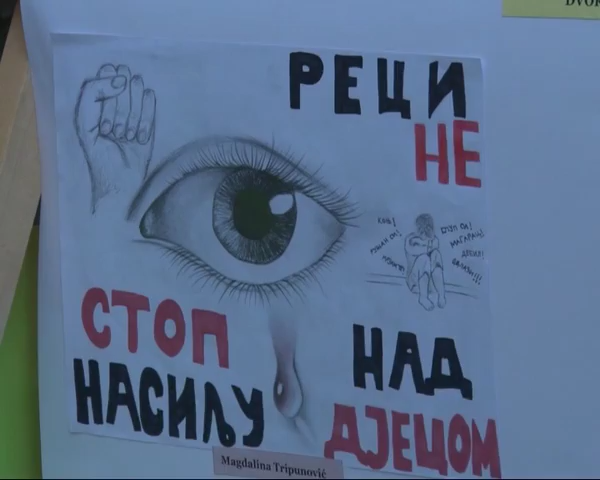 РЕЦИ
НЕ
СТОП
НАСИЉУ
НАД
ДЈЕЦОМ
Magdalina Tripunović